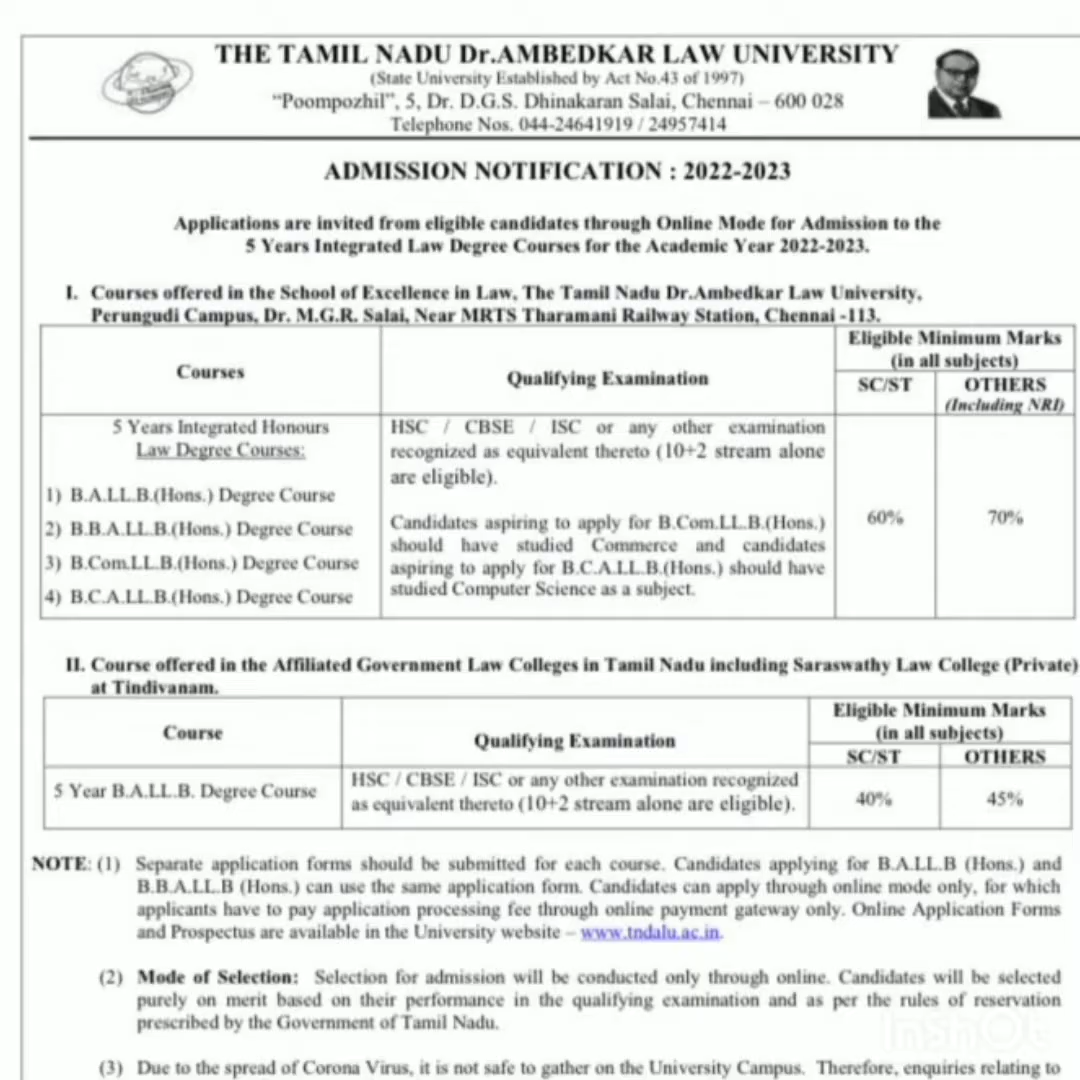 THE TAMIL NADU Dr.AMBEDKAR LAW UNIVERSITY
(State University Established by Act No.43 of 1997)
“Poompozhil”, 5, Dr. D.G.S. Dhinakaran Salai, Chennai – 600 028
Telephone Nos. 044-24641919 / 24957414
ADMISSION NOTIFICATION : 2022-2023
Applications are invited from eligible candidates through Online Mode for Admission to the
5 Years Integrated Law Degree Courses for the Academic Year 2022-2023.
I. Courses offered in the School of Excellence in Law, The Tamil Nadu Dr.Ambedkar Law University,
Perungudi Campus, Dr. M.G.R. Salai, Near MRTS Tharamani Railway Station, Chennai -113.
Courses
Qualifying Examination
Eligible Minimum Marks
(in all subjects)
SC/ST
OTHERS
(Including NRI)
5 Years Integrated Honours
Law Degree Courses:
1) B.A.LL.B.(Hons.) Degree Course
2) B.B.A.LL.B.(Hons.) Degree Course
3) B.Com.LL.B.(Hons.) Degree Course
4) B.C.A.LL.B.(Hons.) Degree Course
HSC / CBSE / ISC or any other examination
recognized as equivalent thereto (10+2 stream alone
are eligible).
Candidates aspiring to apply for B.Com.LL.B.(Hons.)
should have studied Commerce and candidates
aspiring to apply for B.C.A.LL.B.(Hons.) should have
studied Computer Science as a subject.
60%
70%
II. Course offered in the Affiliated Government Law Colleges in Tamil Nadu including Saraswathy Law College (Private)
at Tindivanam.
Course
Qualifying Examination
Eligible Minimum Marks
(in all subjects)
SC/ST
OTHERS
5 Year B.A.LL.B. Degree Course
HSC / CBSE / ISC or any other examination recognized
as equivalent thereto (10+2 stream alone are eligible).
40%
45%
NOTE: (1) Separate application forms should be submitted for each course. Candidates applying for B.A.LL.B (Hons.) and
B.B.A.LL.B (Hons.) can use the same application form. Candidates can apply through online mode only, for which
applicants have to pay application processing fee through online payment gateway only. Online Application Forms
and Prospectus are available in the University website – www.tndalu.ac.in.
(2) Mode of Selection: Selection for admission will be conducted only through online. Candidates will be selected
purely on merit based on their performance in the qualifying examination and as per the rules of reservation
prescribed by the Government of Tamil Nadu.
InShOt
(3) Due to the spread of Corona Virus, it is not safe to gather on the University Campus. Therefore, enquiries relating to